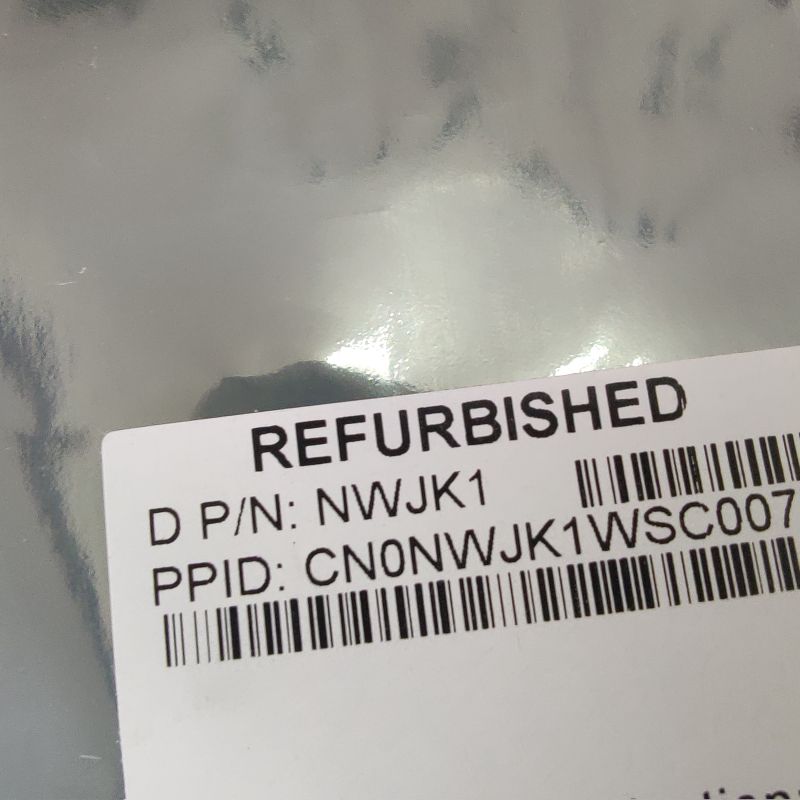 REFURBISHED
D P/N: NWJK1
PPID: CN0NWJK1WSC007